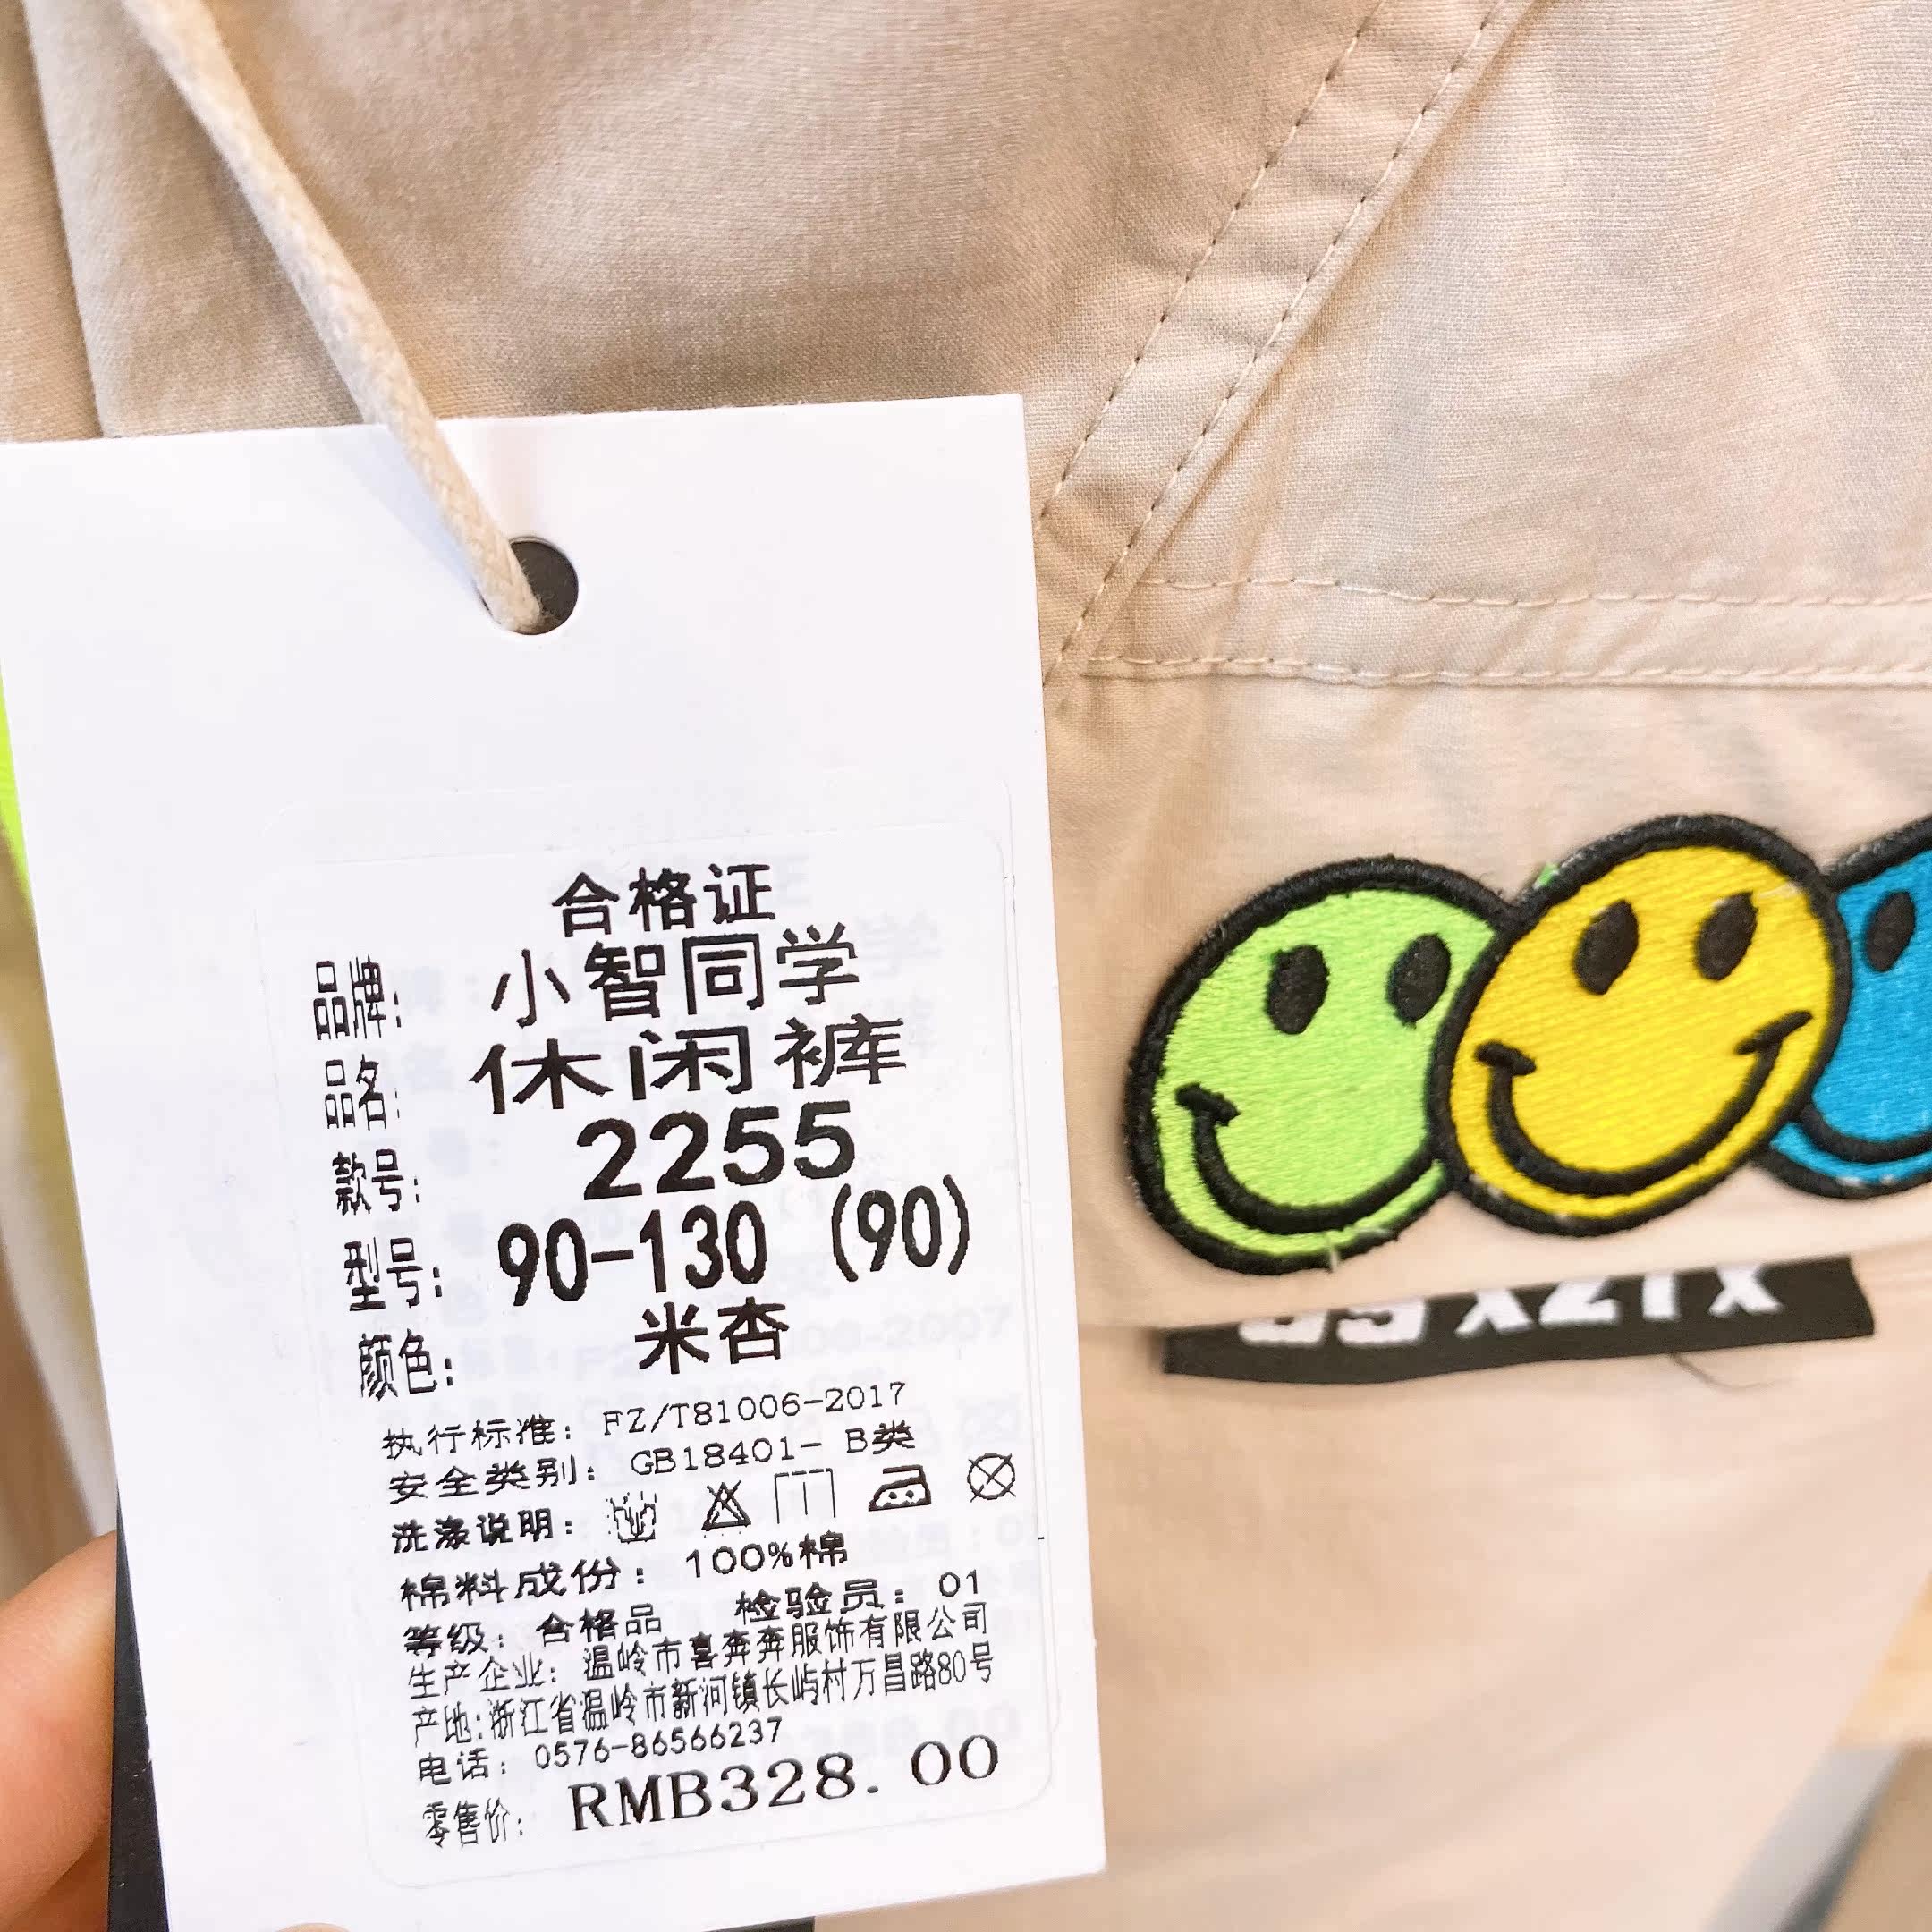 合格证
品牌: 小智同学
品名: 休闲裤
款号: 2255
型号: 90-130 (90)
颜色: 米杏
执行标准: FZ/T81006-2017
安全类别: GB18401- B类
洗涤说明:
棉料成份: 100%棉
等级: 合格品 检验员: 01
生产企业: 温岭市喜奔奔服饰有限公司
产地:浙江省温岭市新河镇长屿村万昌路80号
电话: 0576-86566237
零售价: RMB328.00